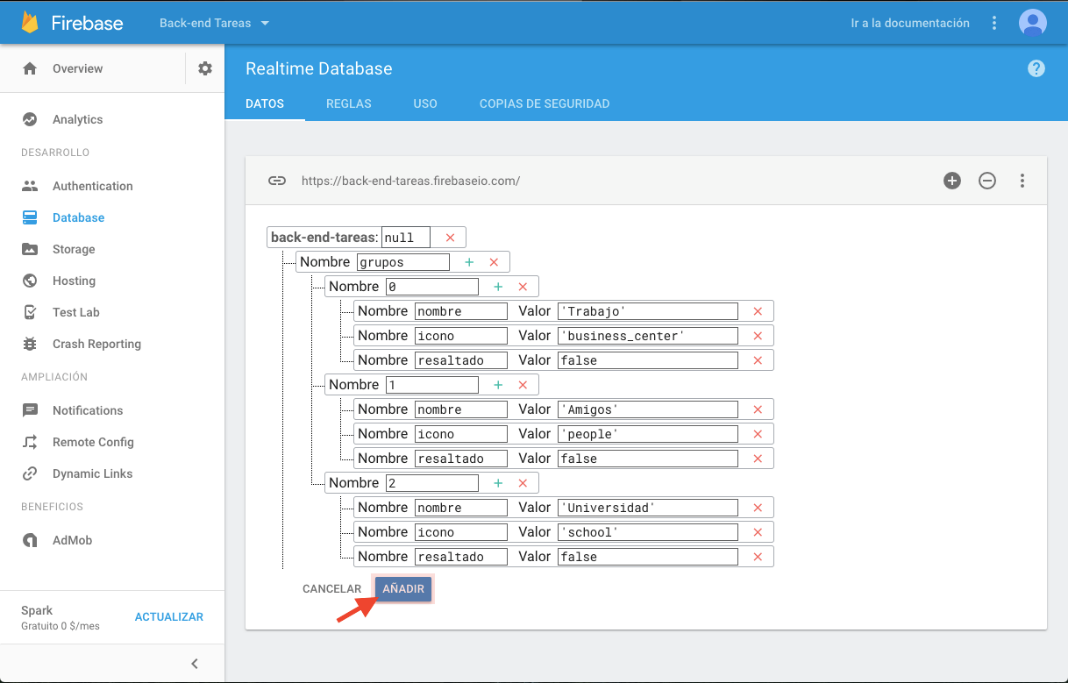 Firebase
Back-end Tareas
Ir a la documentación
Overview
Analytics
DESARROLLO
Authentication
Database
Storage
Hosting
Test Lab
Crash Reporting
AMPLIACIÓN
Notifications
Remote Config
Dynamic Links
BENEFICIOS
AdMob
Spark
Gratuito 0 $/mes
ACTUALIZAR
Realtime Database
?
DATOS REGLAS USO COPIAS DE SEGURIDAD
https://back-end-tareas.firebaseio.com/
back-end-tareas: null
Nombre grupos
Nombre 0
Nombre nombre Valor 'Trabajo'
Nombre icono Valor 'business_center'
Nombre resaltado Valor false
Nombre 1
Nombre nombre Valor 'Amigos'
Nombre icono Valor 'people'
Nombre resaltado Valor false
Nombre 2
Nombre nombre Valor 'Universidad'
Nombre icono Valor 'school'
Nombre resaltado Valor false
CANCELAR AÑADIR